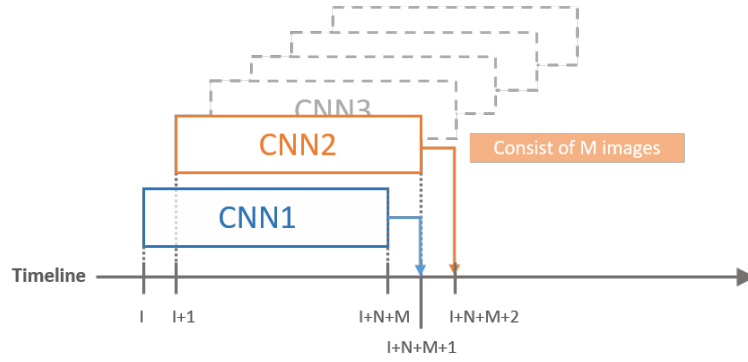 CNN3
CNN2
Consist of M images
CNN1
Timeline
I
I+1
I+N+M
I+N+M+2
I+N+M+1